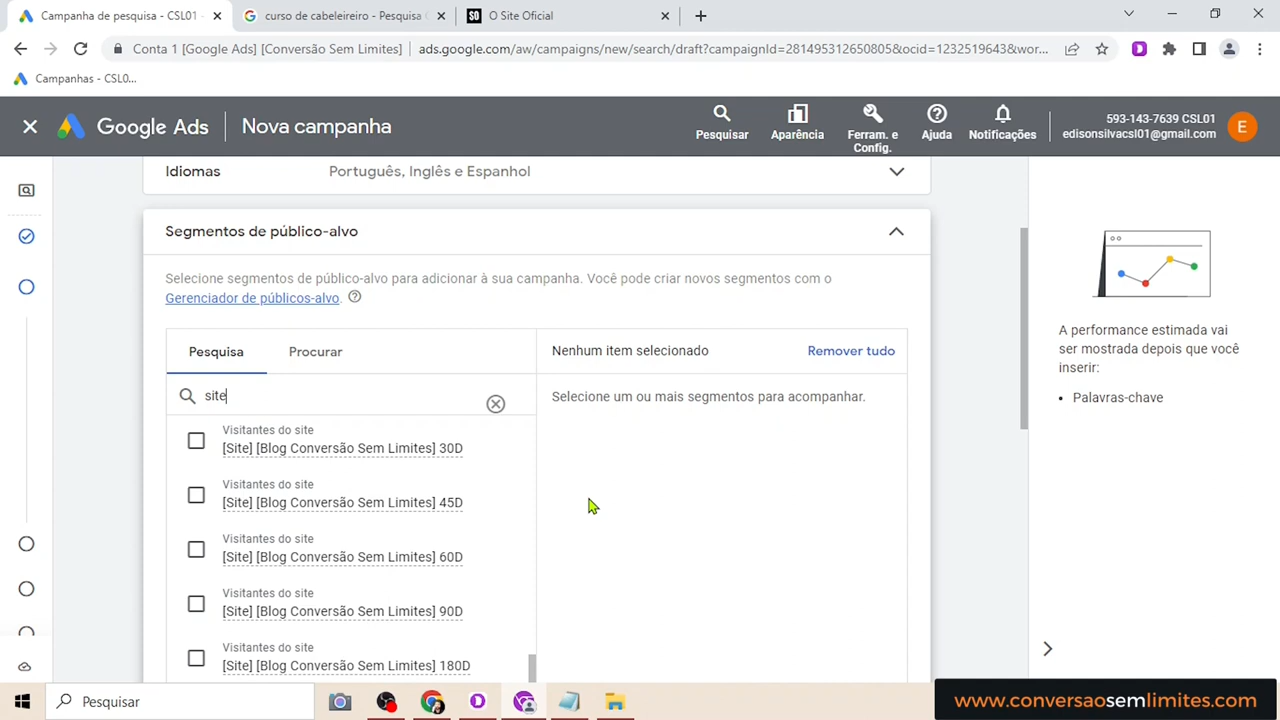 Campanha de pesquisa - CSL01 -
curso de cabeleireiro - Pesquisa G
O Site Oficial
Conta 1 [Google Ads] [Conversão Sem Limites]
ads.google.com/aw/campaigns/new/search/draft?campaignId=281495312650805&ocid=1232519643&wor...
Campanhas - CSL0...
Google Ads
Nova campanha
Pesquisar
Aparência
Ferram. e
Config.
Ajuda
Notificações
593-143-7639 CSL01
edisonsilvacsl01@gmail.com
E
Idiomas
Português, Inglês e Espanhol
Segmentos de público-alvo
Selecione segmentos de público-alvo para adicionar à sua campanha. Você pode criar novos segmentos com o
Gerenciador de públicos-alvo.
Pesquisa
Procurar
Nenhum item selecionado
Remover tudo
site
Selecione um ou mais segmentos para acompanhar.
Visitantes do site
[Site] [Blog Conversão Sem Limites] 30D
Visitantes do site
[Site] [Blog Conversão Sem Limites] 45D
Visitantes do site
[Site] [Blog Conversão Sem Limites] 60D
Visitantes do site
[Site] [Blog Conversão Sem Limites] 90D
Visitantes do site
[Site] [Blog Conversão Sem Limites] 180D
A performance estimada vai
ser mostrada depois que você
inserir:
• Palavras-chave
Pesquisar
www.conversaosemlimites.com